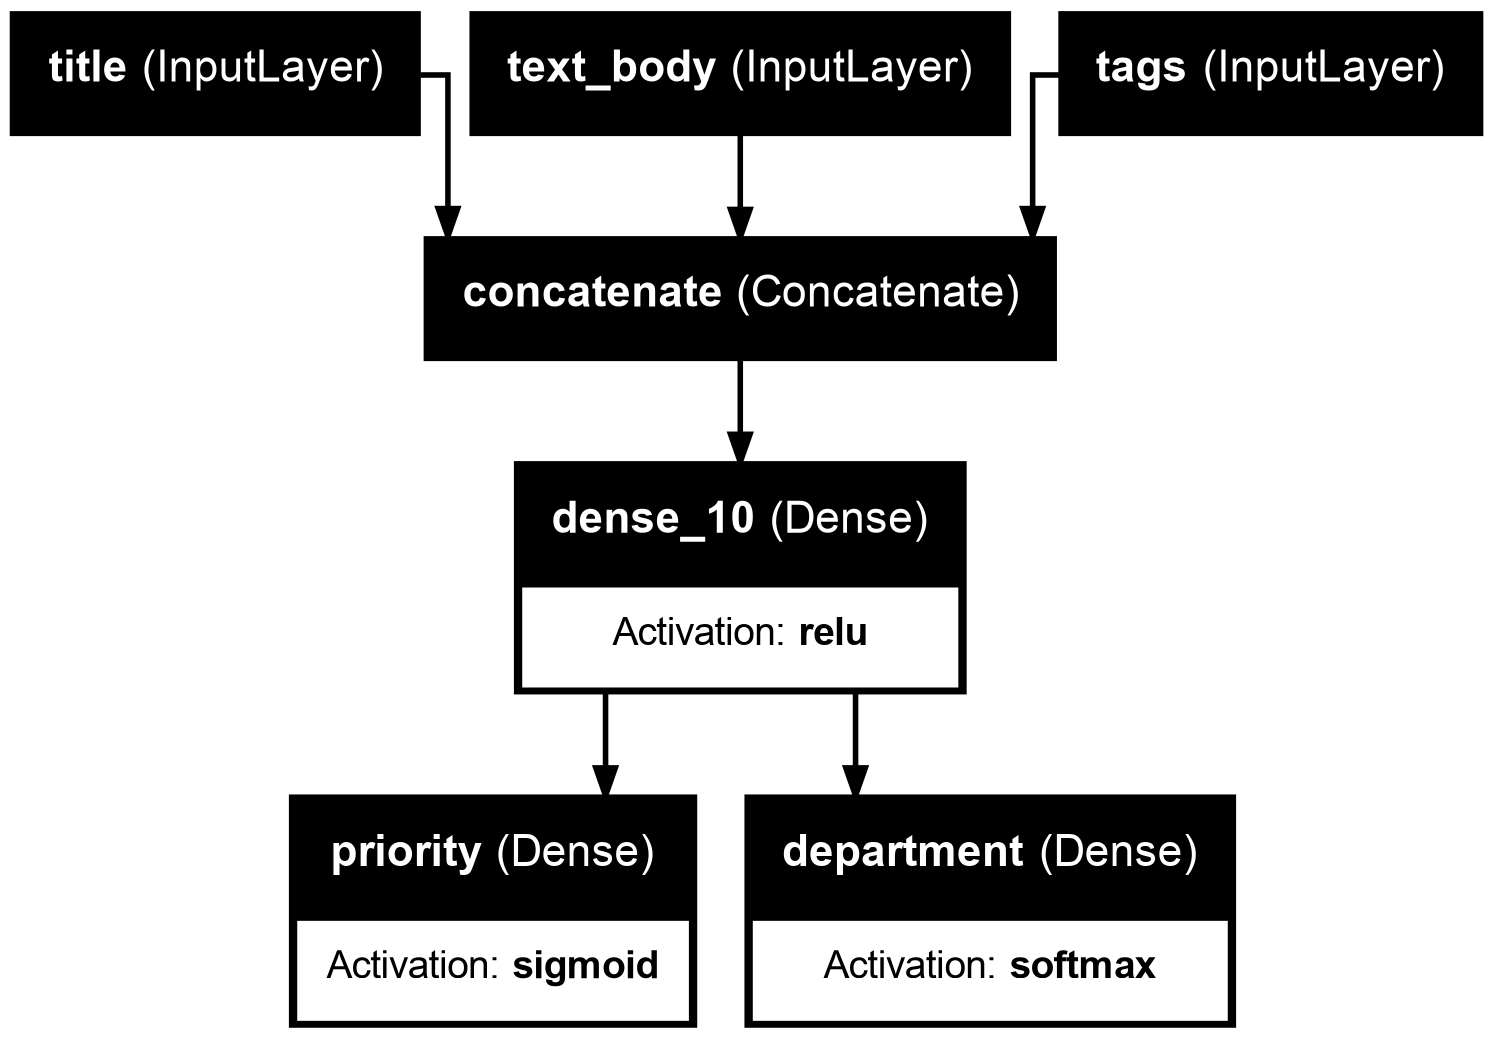 title (InputLayer)
text_body (InputLayer)
tags (InputLayer)
concatenate (Concatenate)
dense_10 (Dense)
Activation: relu
priority (Dense)
department (Dense)
Activation: sigmoid
Activation: softmax